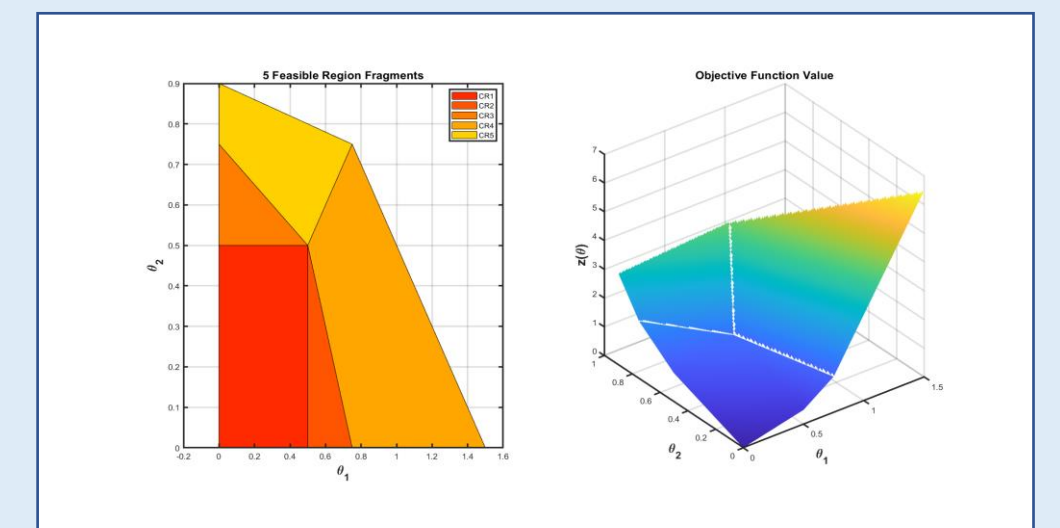 5 Feasible Region Fragments
0.9
0.8
0.7
0.6
0.5
0.4
0.3
0.2
0.1
0
θ2
-0.2 0 0.2 0.4 0.6 0.8 1 1.2 1.4 1.6
θ1
CR1
CR2
CR3
CR4
CR5
Objective Function Value
7
6
5
4
3
2
1
0
z(θ)
1
0.8
0.6
0.4
0.2
0
θ2
0
0.5
1
1.5
θ1